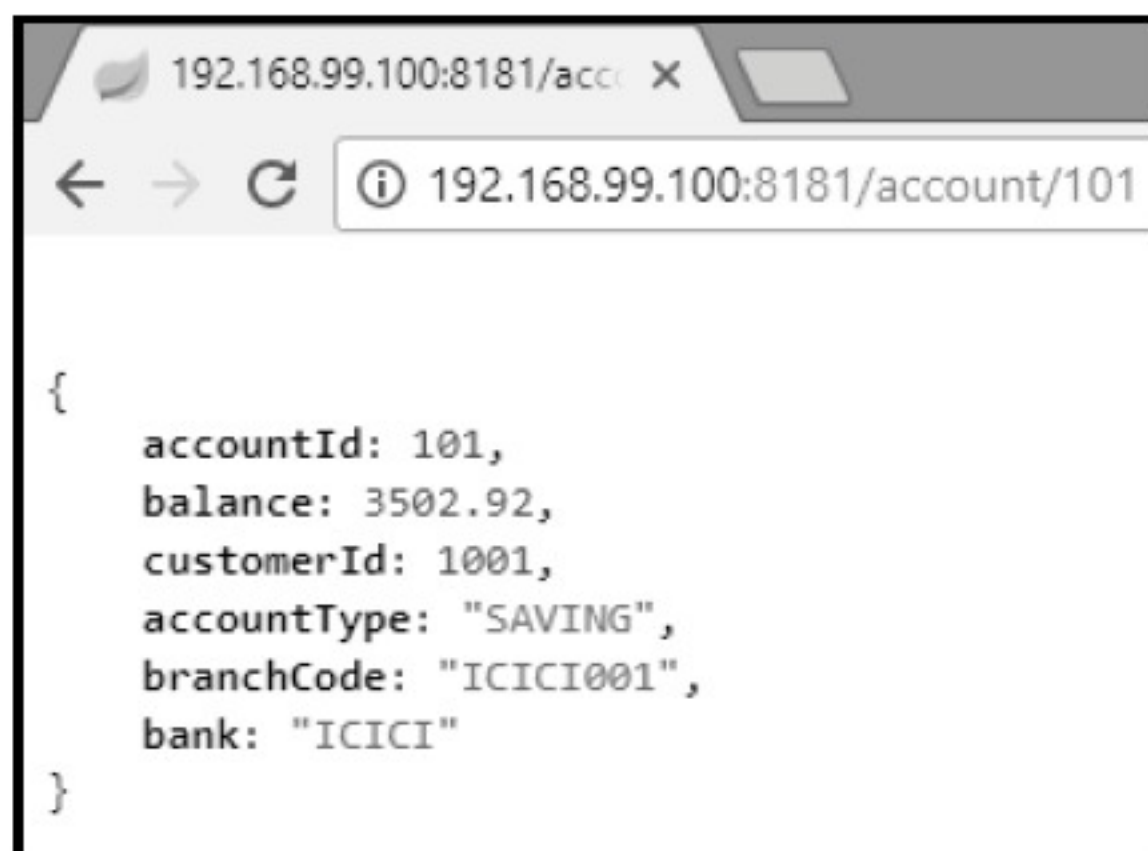 192.168.99.100:8181/acc
192.168.99.100:8181/account/101
{
accountId: 101,
balance: 3502.92,
customerId: 1001,
accountType: "SAVING",
branchCode: "ICICI001",
bank: "ICICI"
}